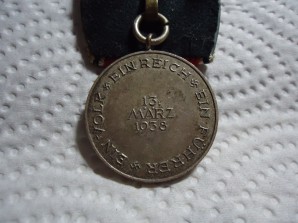 EIN VOLK EIN REICH EIN FÜHRER
13.
MÄRZ
1938